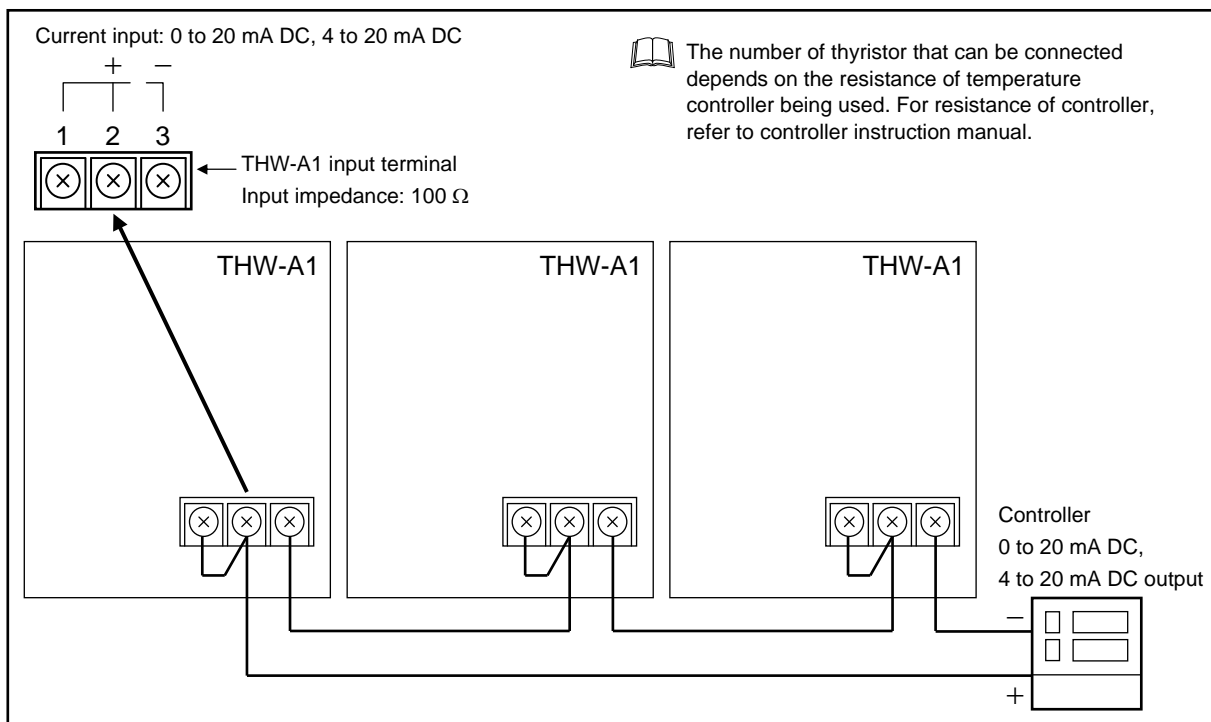 Current input: 0 to 20 mA DC, 4 to 20 mA DC
+ −
1 2 3
THW-A1 input terminal
Input impedance: 100 Ω
The number of thyristor that can be connected
depends on the resistance of temperature
controller being used. For resistance of controller,
refer to controller instruction manual.
THW-A1 THW-A1 THW-A1
Controller
0 to 20 mA DC,
4 to 20 mA DC output
−
+